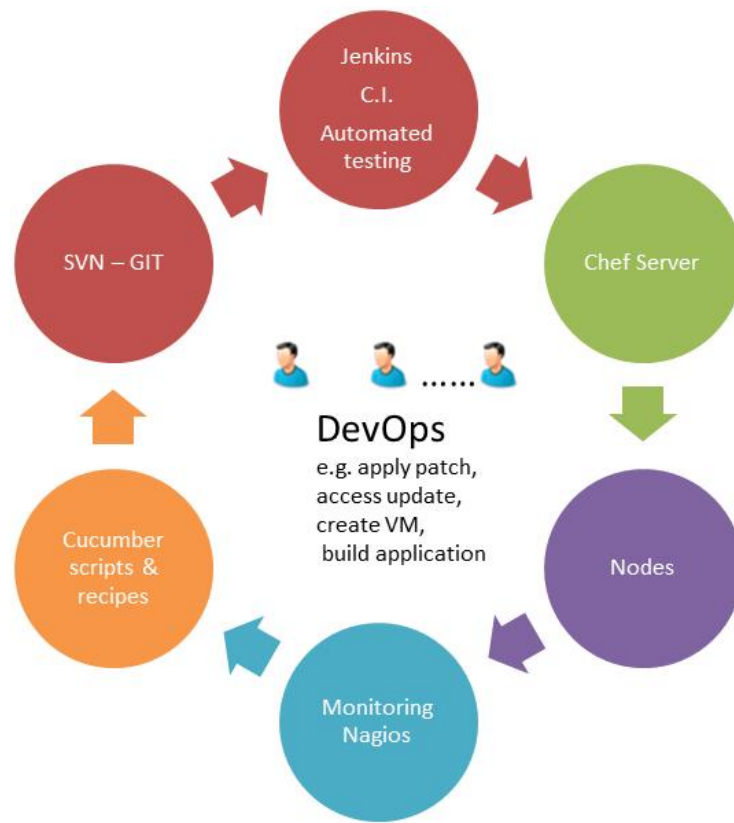 Jenkins
C.I.
Automated
testing
SVN – GIT
Chef Server
......
DevOps
e.g. apply patch,
access update,
create VM,
build application
Cucumber
scripts &
recipes
Nodes
Monitoring
Nagios